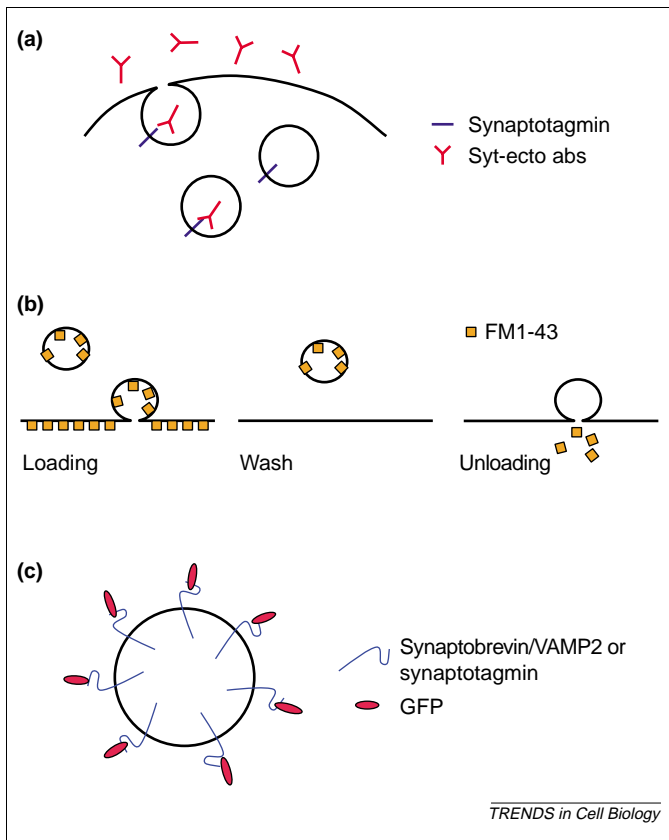 (a)
Synaptotagmin
Syt-ecto abs
(b)
FM1-43
Loading
Wash
Unloading
(c)
Synaptobrevin/VAMP2 or
synaptotagmin
GFP
TRENDS in Cell Biology